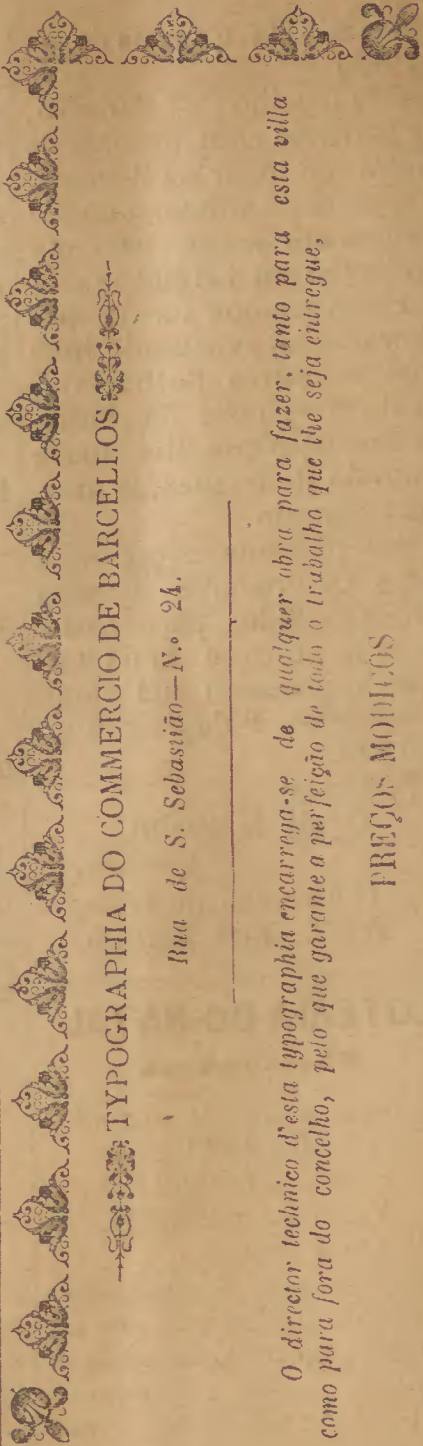 TYPOGRAPHIA DO COMMERCIO DE BARCELLOS
Rua de S. Sebastião—N.º 24.
O director technico d'esta typographia encarrega-se de qualquer obra para fazer, tanto para esta villa
como para fora do concelho, pelo que garante a perfeição de todo o trabalho que lhe seja entregue,
PREÇOS MODICOS